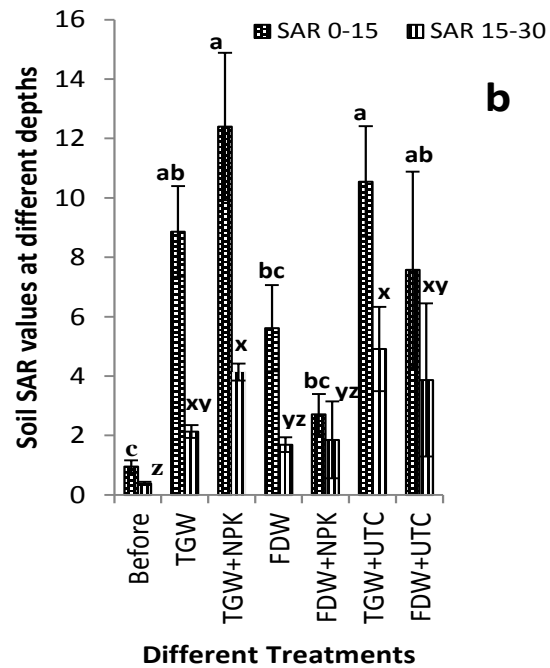 SAR 0-15 SAR 15-30
b
Soil SAR values at different depths
16
14
12
10
8
6
4
2
0
c z
ab xy
a x
bc yz
bc yz
a x
ab xy
Before
TGW
TGW+NPK
FDW
FDW+NPK
TGW+UTC
FDW+UTC
Different Treatments